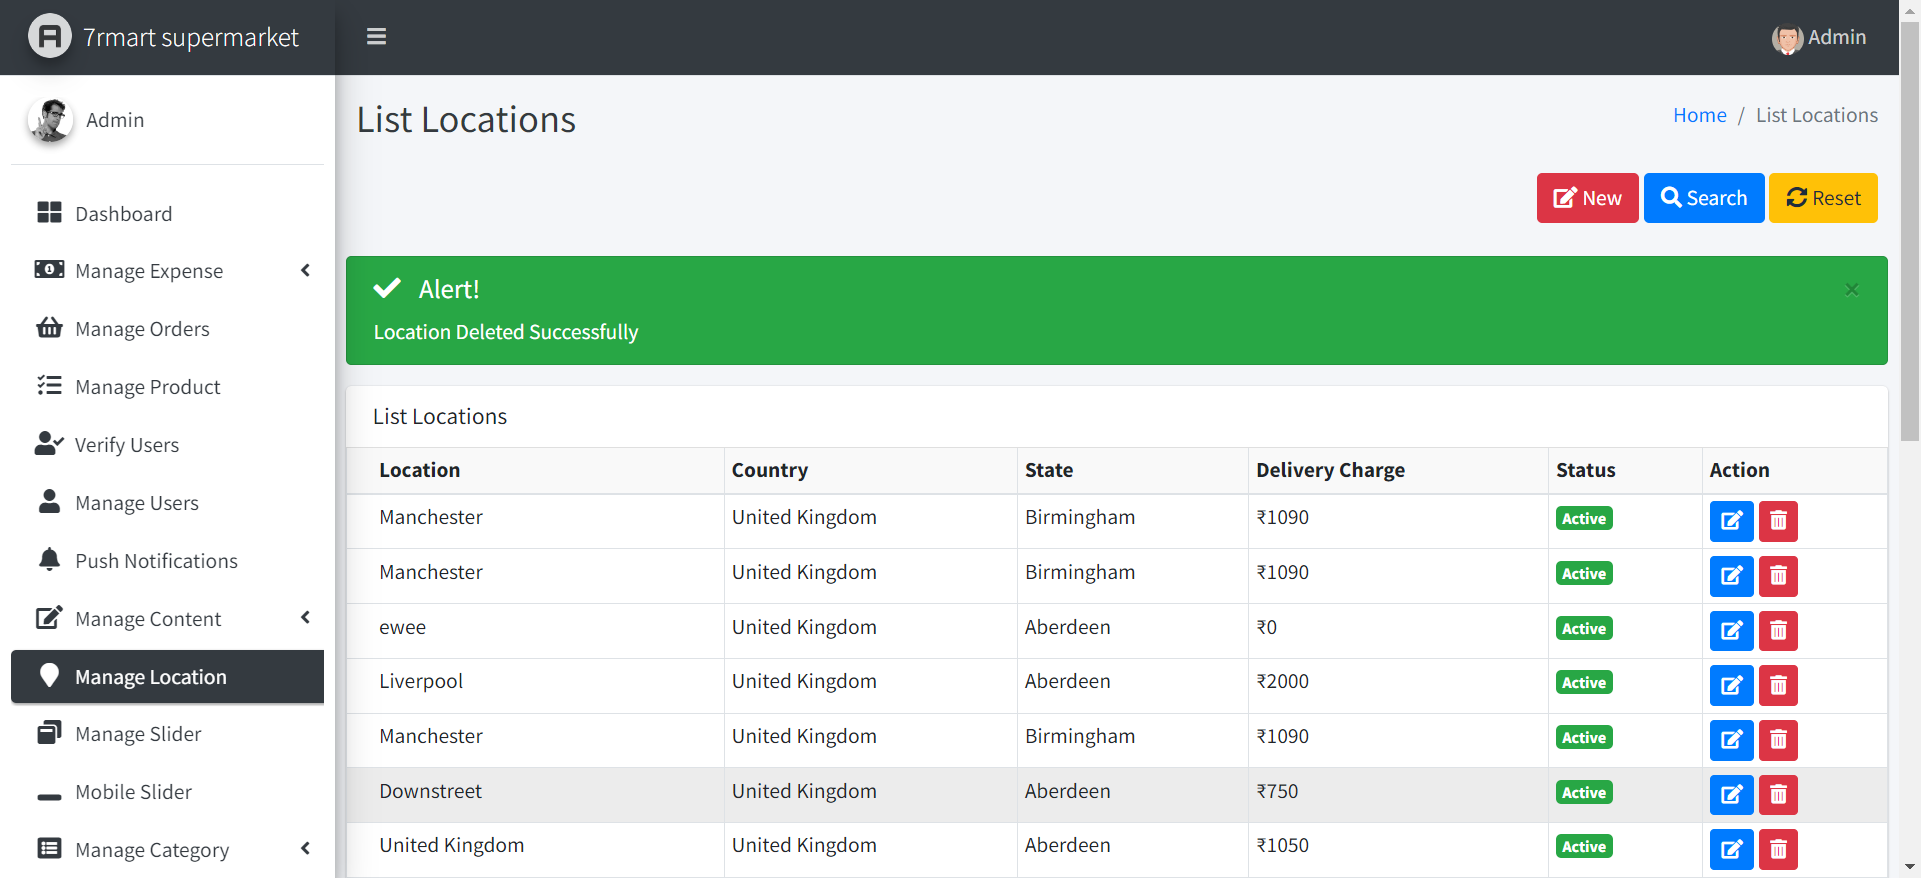 7rmart supermarket
Admin
Admin
Dashboard
Manage Expense
Manage Orders
Manage Product
Verify Users
Manage Users
Push Notifications
Manage Content
Manage Location
Manage Slider
Mobile Slider
Manage Category
List Locations
Home / List Locations
New Search Reset
Alert! ×
Location Deleted Successfully
List Locations
Location Country State Delivery Charge Status Action
Manchester United Kingdom Birmingham ₹1090 Active
Manchester United Kingdom Birmingham ₹1090 Active
ewee United Kingdom Aberdeen ₹0 Active
Liverpool United Kingdom Aberdeen ₹2000 Active
Manchester United Kingdom Birmingham ₹1090 Active
Downstreet United Kingdom Aberdeen ₹750 Active
United Kingdom United Kingdom Aberdeen ₹1050 Active